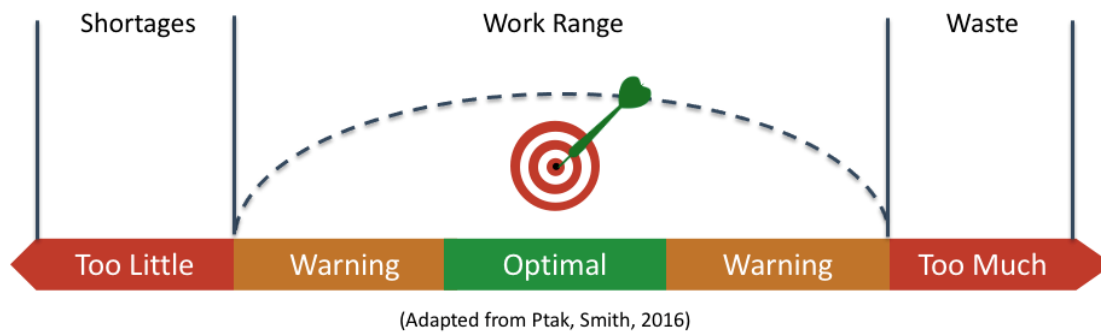 Shortages Work Range Waste
Too Little Warning Optimal Warning Too Much
(Adapted from Ptak, Smith, 2016)